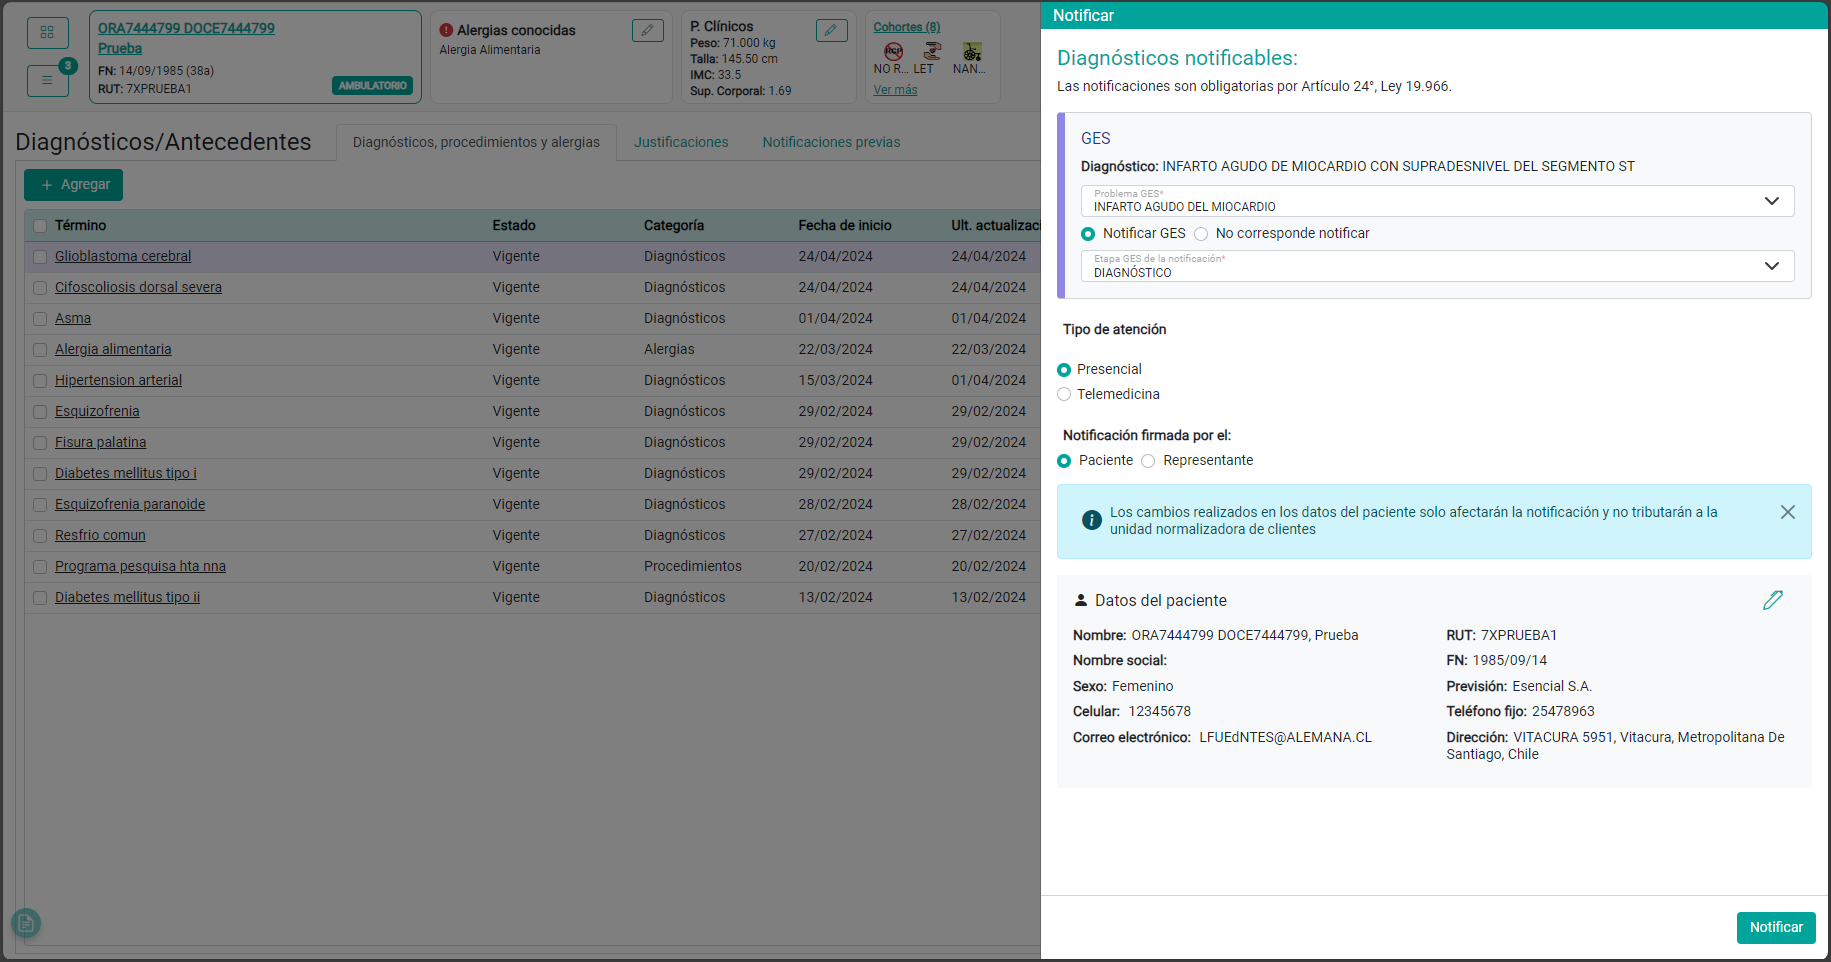 3
ORA7444799 DOCE7444799
Prueba
FN: 14/09/1985 (38a)
RUT: 7XPRUEBA1
AMBULATORIO
Alergias conocidas
Alergia Alimentaria
P. Clínicos
Peso: 71.000 kg
Talla: 145.50 cm
IMC: 33.5
Sup. Corporal: 1.69
Cohortes (8)
RCP
NO R... LET NAN...
Ver más
Diagnósticos/Antecedentes
Diagnósticos, procedimientos y alergias
Justificaciones
Notificaciones previas
+ Agregar
Término Estado Categoría Fecha de inicio Ult. actualizaci
Glioblastoma cerebral Vigente Diagnósticos 24/04/2024 24/04/2024
Cifoscoliosis dorsal severa Vigente Diagnósticos 24/04/2024 24/04/2024
Asma Vigente Diagnósticos 01/04/2024 01/04/2024
Alergia alimentaria Vigente Alergias 22/03/2024 22/03/2024
Hipertension arterial Vigente Diagnósticos 15/03/2024 01/04/2024
Esquizofrenia Vigente Diagnósticos 29/02/2024 29/02/2024
Fisura palatina Vigente Diagnósticos 29/02/2024 29/02/2024
Diabetes mellitus tipo i Vigente Diagnósticos 29/02/2024 29/02/2024
Esquizofrenia paranoide Vigente Diagnósticos 28/02/2024 28/02/2024
Resfrio comun Vigente Diagnósticos 27/02/2024 27/02/2024
Programa pesquisa hta nna Vigente Procedimientos 20/02/2024 20/02/2024
Diabetes mellitus tipo ii Vigente Diagnósticos 13/02/2024 13/02/2024
Notificar
Diagnósticos notificables:
Las notificaciones son obligatorias por Artículo 24°, Ley 19.966.
GES
Diagnóstico: INFARTO AGUDO DE MIOCARDIO CON SUPRADESNIVEL DEL SEGMENTO ST
Problema GES*
INFARTO AGUDO DEL MIOCARDIO
Notificar GES No corresponde notificar
Etapa GES de la notificación*
DIAGNÓSTICO
Tipo de atención
Presencial
Telemedicina
Notificación firmada por el:
Paciente Representante
Los cambios realizados en los datos del paciente solo afectarán la notificación y no tributarán a la
unidad normalizadora de clientes
Datos del paciente
Nombre: ORA7444799 DOCE7444799, Prueba
RUT: 7XPRUEBA1
Nombre social:
FN: 1985/09/14
Sexo: Femenino
Previsión: Esencial S.A.
Celular: 12345678
Teléfono fijo: 25478963
Correo electrónico: LFUEdNTES@ALEMANA.CL
Dirección: VITACURA 5951, Vitacura, Metropolitana De
Santiago, Chile
Notificar